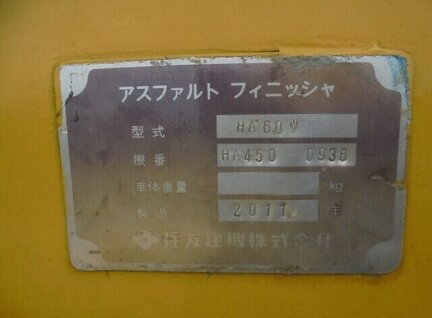 アスファルト フィニッシャ
型式 HA60W
機番 HA450 0936
車体重量 kg
製造 2011 年
住友建機株式会社